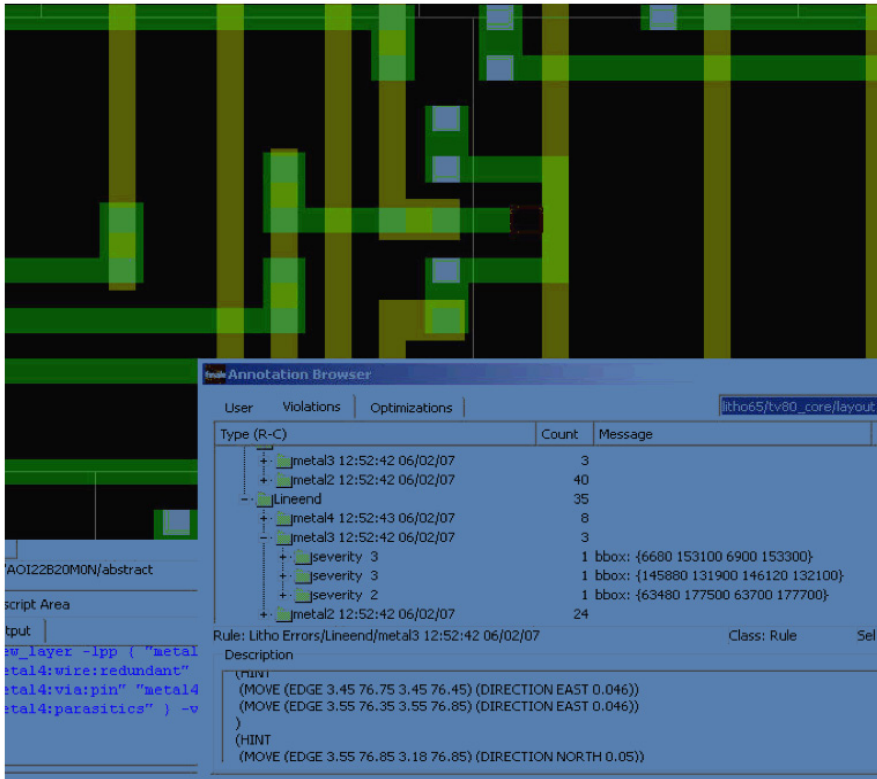 Annotation Browser
User Violations Optimizations litho65/tv80_core/layout
Type (R-C) Count Message
metal3 12:52:42 06/02/07 3
metal2 12:52:42 06/02/07 40
Lineend 35
metal4 12:52:43 06/02/07 8
metal3 12:52:42 06/02/07 3
severity 3 1 bbox: {6680 153100 6900 153300}
severity 3 1 bbox: {145880 131900 146120 132100}
severity 2 1 bbox: {63480 177500 63700 177700}
metal2 12:52:42 06/02/07 24
Rule: Litho Errors/Lineend/metal3 12:52:42 06/02/07 Class: Rule Sel
Description
(HINT
(MOVE (EDGE 3.45 76.75 3.45 76.45) (DIRECTION EAST 0.046))
(MOVE (EDGE 3.55 76.35 3.55 76.85) (DIRECTION EAST 0.046))
)
(HINT
(MOVE (EDGE 3.55 76.85 3.18 76.85) (DIRECTION NORTH 0.05))
/AOI22B20M0N/abstract
script Area
tput
ew_layer -lpp { "metal
etal4:wire:redundant"
etal4:via:pin" "metal4
etal4:parasitics" } -v